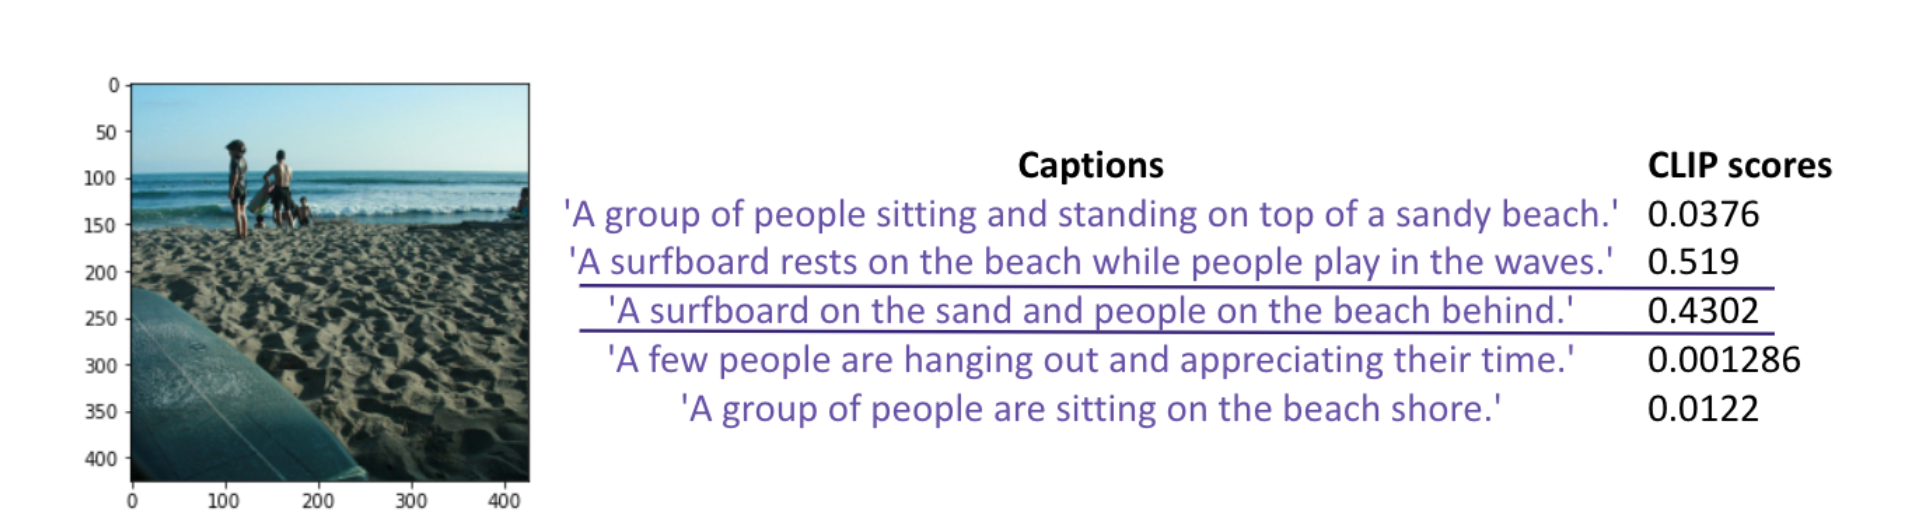 Captions CLIP scores
'A group of people sitting and standing on top of a sandy beach.' 0.0376
'A surfboard rests on the beach while people play in the waves.' 0.519
'A surfboard on the sand and people on the beach behind.' 0.4302
'A few people are hanging out and appreciating their time.' 0.001286
'A group of people are sitting on the beach shore.' 0.0122
0
50
100
150
200
250
300
350
400
0 100 200 300 400